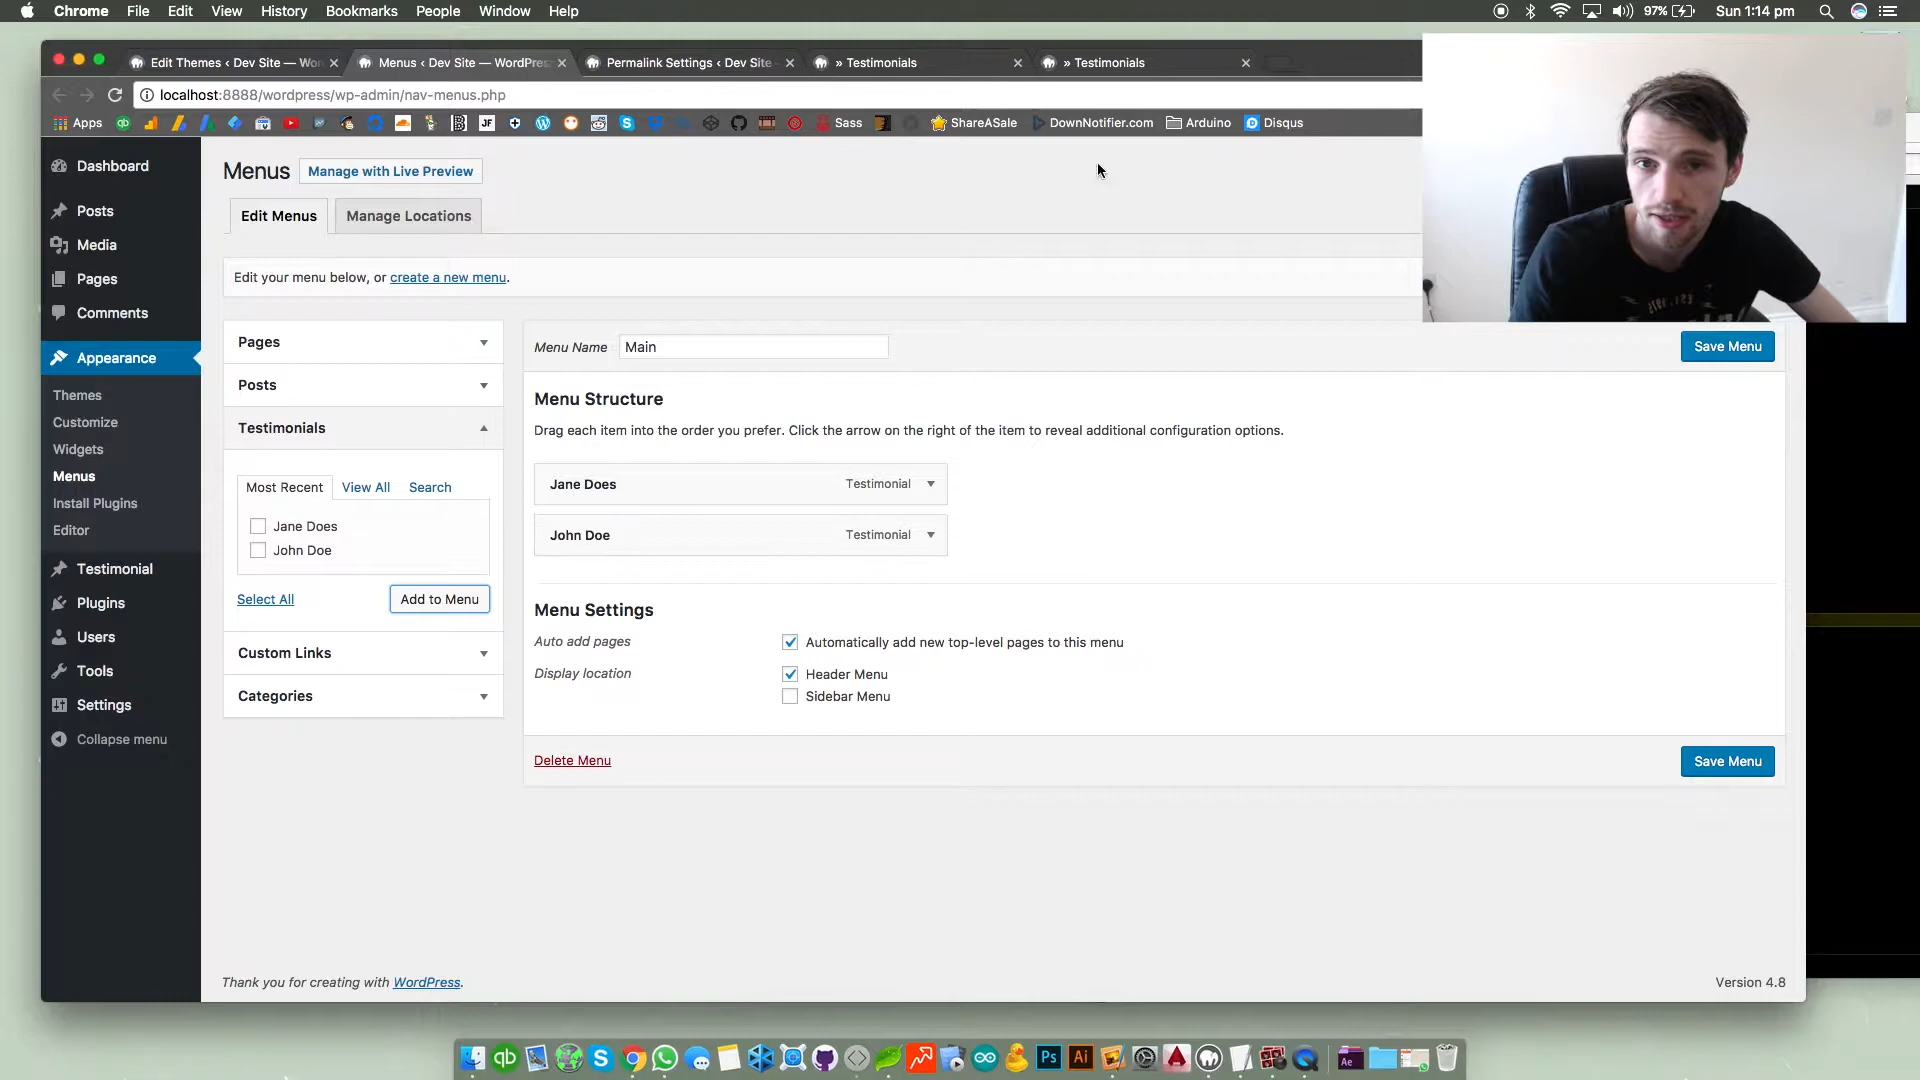 Chrome File Edit View History Bookmarks People Window Help 97% Sun 1:14 pm
Edit Themes ‹ Dev Site — Wor
Menus ‹ Dev Site — WordPress
Permalink Settings ‹ Dev Site
» Testimonials
» Testimonials
localhost:8888/wordpress/wp-admin/nav-menus.php
Apps Sass ShareASale DownNotifier.com Arduino Disqus
Dashboard
Posts
Media
Pages
Comments
Appearance
Themes
Customize
Widgets
Menus
Install Plugins
Editor
Testimonial
Plugins
Users
Tools
Settings
Collapse menu
Menus Manage with Live Preview
Edit Menus Manage Locations
Edit your menu below, or create a new menu.
Pages
Posts
Testimonials
Most Recent View All Search
Jane Does
John Doe
Select All Add to Menu
Custom Links
Categories
Menu Name Main Save Menu
Menu Structure
Drag each item into the order you prefer. Click the arrow on the right of the item to reveal additional configuration options.
Jane Does Testimonial
John Doe Testimonial
Menu Settings
Auto add pages Automatically add new top-level pages to this menu
Display location Header Menu
Sidebar Menu
Delete Menu Save Menu
Thank you for creating with WordPress. Version 4.8
qb Ps Ai Ae